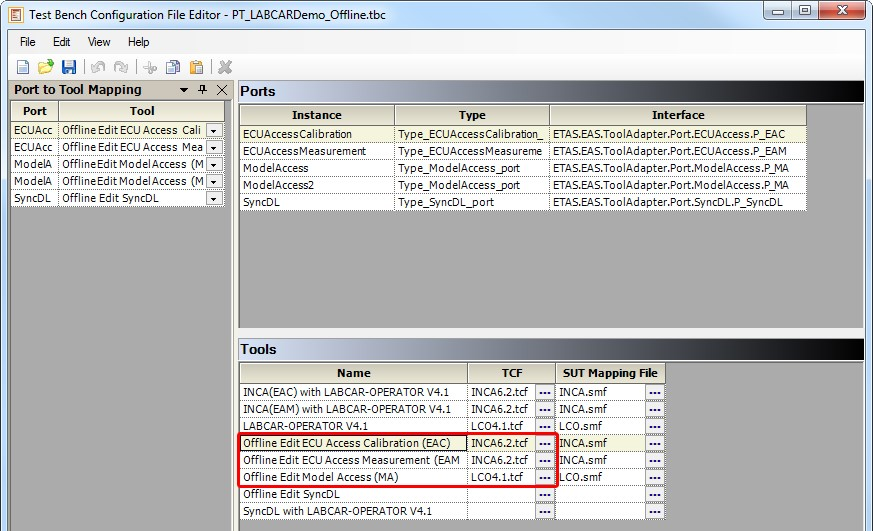 Test Bench Configuration File Editor - PT_LABCARDemo_Offline.tbc
File Edit View Help
Port to Tool Mapping
Port Tool
ECUAcc Offline Edit ECU Access Cali
ECUAcc Offline Edit ECU Access Mea
ModelA Offline Edit Model Access (M
ModelA Offline Edit Model Access (M
SyncDL Offline Edit SyncDL
Ports
Instance Type Interface
ECUAccessCalibration Type_ECUAccessCalibration_ ETAS.EAS.ToolAdapter.Port.ECUAccess.P_EAC
ECUAccessMeasurement Type_ECUAccessMeasureme ETAS.EAS.ToolAdapter.Port.ECUAccess.P_EAM
ModelAccess Type_ModelAccess_port ETAS.EAS.ToolAdapter.Port.ModelAccess.P_MA
ModelAccess2 Type_ModelAccess_port ETAS.EAS.ToolAdapter.Port.ModelAccess.P_MA
SyncDL Type_SyncDL_port ETAS.EAS.ToolAdapter.Port.SyncDL.P_SyncDL
Tools
Name TCF SUT Mapping File
INCA(EAC) with LABCAR-OPERATOR V4.1 INCA6.2.tcf ... INCA.smf ...
INCA(EAM) with LABCAR-OPERATOR V4.1 INCA6.2.tcf ... INCA.smf ...
LABCAR-OPERATOR V4.1 LCO4.1.tcf ... LCO.smf ...
Offline Edit ECU Access Calibration (EAC) INCA6.2.tcf ... INCA.smf ...
Offline Edit ECU Access Measurement (EAM INCA6.2.tcf ... INCA.smf ...
Offline Edit Model Access (MA) LCO4.1.tcf ... LCO.smf ...
Offline Edit SyncDL ... ...
SyncDL with LABCAR-OPERATOR V4.1 ... ...